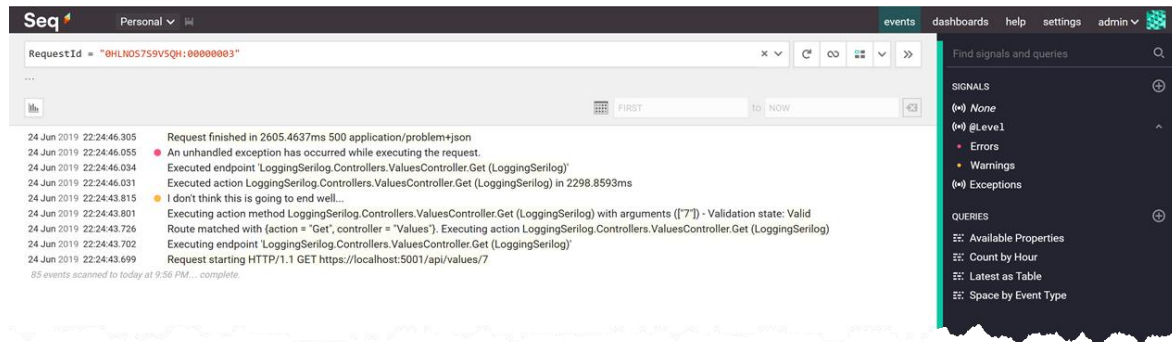 Seq Personal events dashboards help settings admin
RequestId = "0HLNOS7S9V5QH:00000003"
...
FIRST to NOW
24 Jun 2019 22:24:46.305 Request finished in 2605.4637ms 500 application/problem+json
24 Jun 2019 22:24:46.055 An unhandled exception has occurred while executing the request.
24 Jun 2019 22:24:46.034 Executed endpoint 'LoggingSerilog.Controllers.ValuesController.Get (LoggingSerilog)'
24 Jun 2019 22:24:46.031 Executed action LoggingSerilog.Controllers.ValuesController.Get (LoggingSerilog) in 2298.8593ms
24 Jun 2019 22:24:43.815 I don't think this is going to end well...
24 Jun 2019 22:24:43.801 Executing action method LoggingSerilog.Controllers.ValuesController.Get (LoggingSerilog) with arguments (["7"]) - Validation state: Valid
24 Jun 2019 22:24:43.726 Route matched with {action = "Get", controller = "Values"}. Executing action LoggingSerilog.Controllers.ValuesController.Get (LoggingSerilog)
24 Jun 2019 22:24:43.702 Executing endpoint 'LoggingSerilog.Controllers.ValuesController.Get (LoggingSerilog)'
24 Jun 2019 22:24:43.699 Request starting HTTP/1.1 GET https://localhost:5001/api/values/7
85 events scanned to today at 9:56 PM... complete.
Find signals and queries
SIGNALS
None
@Level
Errors
Warnings
Exceptions
QUERIES
Available Properties
Count by Hour
Latest as Table
Space by Event Type